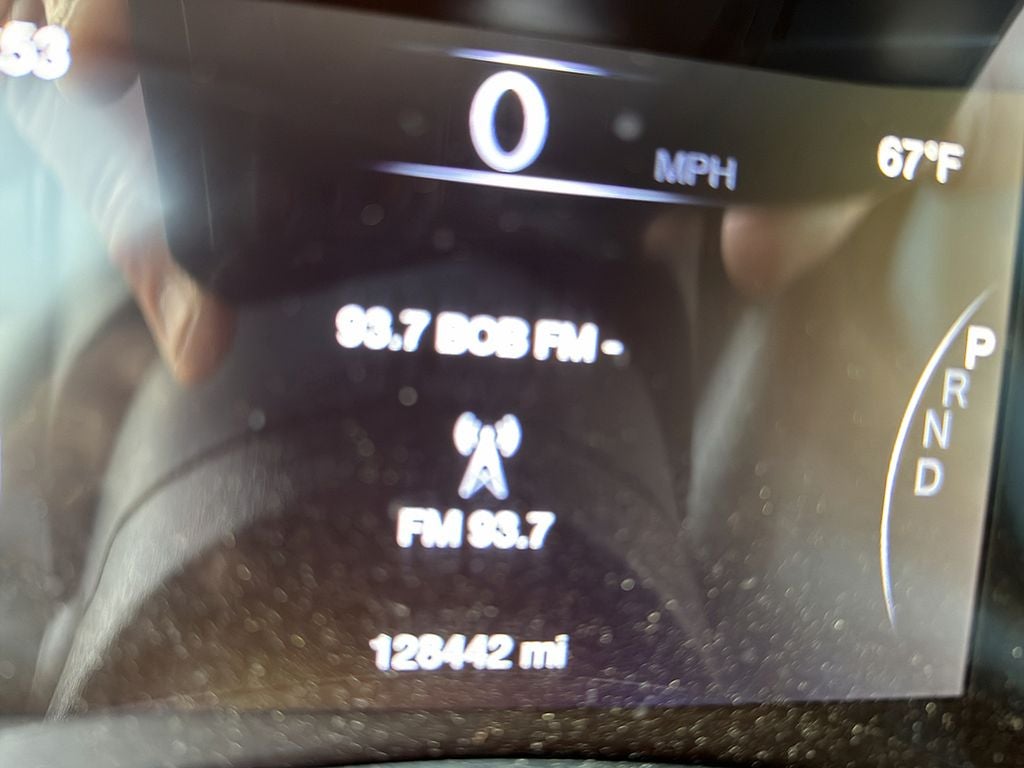 53
0
MPH
67°F
93.7 BOB FM -
P
R
N
D
FM 93.7
128442 mi